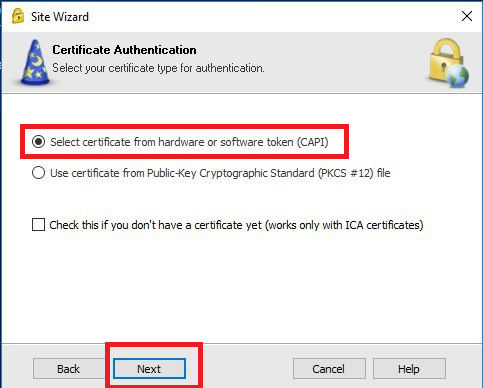 Site Wizard
Certificate Authentication
Select your certificate type for authentication.
Select certificate from hardware or software token (CAPI)
Use certificate from Public-Key Cryptographic Standard (PKCS #12) file
Check this if you don't have a certificate yet (works only with ICA certificates)
Back Next Cancel Help